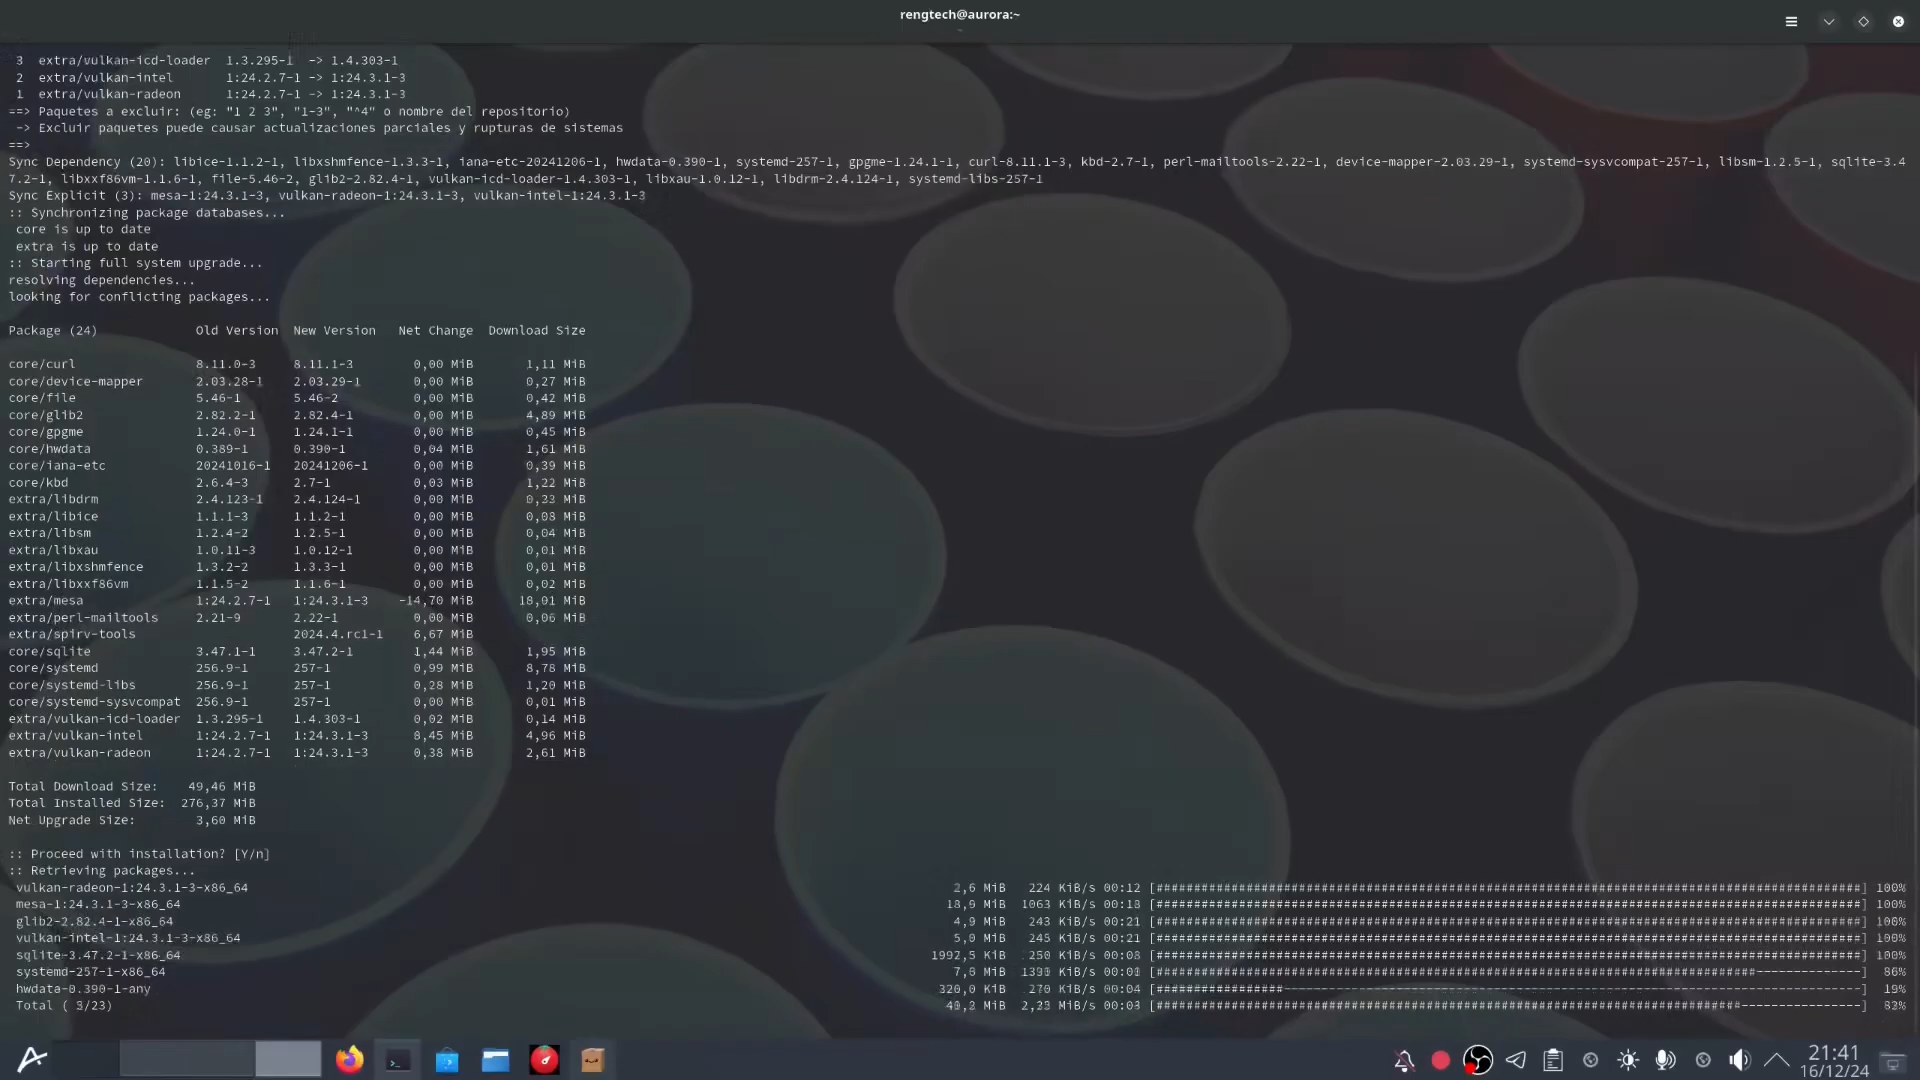 rengtech@aurora:~
3 extra/vulkan-icd-loader 1.3.295-1 -> 1.4.303-1
2 extra/vulkan-intel 1:24.2.7-1 -> 1:24.3.1-3
1 extra/vulkan-radeon 1:24.2.7-1 -> 1:24.3.1-3
==> Paquetes a excluir: (eg: "1 2 3", "1-3", "^4" o nombre del repositorio)
-> Excluir paquetes puede causar actualizaciones parciales y rupturas de sistemas
==>
Sync Dependency (20): libice-1.1.2-1, libxshmfence-1.3.3-1, iana-etc-20241206-1, hwdata-0.390-1, systemd-257-1, gpgme-1.24.1-1, curl-8.11.1-3, kbd-2.7-1, perl-mailtools-2.22-1, device-mapper-2.03.29-1, systemd-sysvcompat-257-1, libsm-1.2.5-1, sqlite-3.4
7.2-1, libxxf86vm-1.1.6-1, file-5.46-2, glib2-2.82.4-1, vulkan-icd-loader-1.4.303-1, libxau-1.0.12-1, libdrm-2.4.124-1, systemd-libs-257-1
Sync Explicit (3): mesa-1:24.3.1-3, vulkan-radeon-1:24.3.1-3, vulkan-intel-1:24.3.1-3
:: Synchronizing package databases...
core is up to date
extra is up to date
:: Starting full system upgrade...
resolving dependencies...
looking for conflicting packages...
Package (24) Old Version New Version Net Change Download Size
core/curl 8.11.0-3 8.11.1-3 0,00 MiB 1,11 MiB
core/device-mapper 2.03.28-1 2.03.29-1 0,00 MiB 0,27 MiB
core/file 5.46-1 5.46-2 0,00 MiB 0,42 MiB
core/glib2 2.82.2-1 2.82.4-1 0,00 MiB 4,89 MiB
core/gpgme 1.24.0-1 1.24.1-1 0,00 MiB 0,45 MiB
core/hwdata 0.389-1 0.390-1 0,04 MiB 1,61 MiB
core/iana-etc 20241016-1 20241206-1 0,00 MiB 0,39 MiB
core/kbd 2.6.4-3 2.7-1 0,03 MiB 1,22 MiB
extra/libdrm 2.4.123-1 2.4.124-1 0,00 MiB 0,33 MiB
extra/libice 1.1.1-3 1.1.2-1 0,00 MiB 0,08 MiB
extra/libsm 1.2.4-2 1.2.5-1 0,00 MiB 0,04 MiB
extra/libxau 1.0.11-3 1.0.12-1 0,00 MiB 0,01 MiB
extra/libxshmfence 1.3.2-2 1.3.3-1 0,00 MiB 0,01 MiB
extra/libxxf86vm 1.1.5-2 1.1.6-1 0,00 MiB 0,02 MiB
extra/mesa 1:24.2.7-1 1:24.3.1-3 -14,70 MiB 18,91 MiB
extra/perl-mailtools 2.21-9 2.22-1 0,00 MiB 0,06 MiB
extra/spirv-tools 2024.4.rc1-1 6,67 MiB
core/sqlite 3.47.1-1 3.47.2-1 1,44 MiB 1,95 MiB
core/systemd 256.9-1 257-1 0,99 MiB 8,78 MiB
core/systemd-libs 256.9-1 257-1 0,28 MiB 1,20 MiB
core/systemd-sysvcompat 256.9-1 257-1 0,00 MiB 0,01 MiB
extra/vulkan-icd-loader 1.3.295-1 1.4.303-1 0,02 MiB 0,14 MiB
extra/vulkan-intel 1:24.2.7-1 1:24.3.1-3 8,45 MiB 4,96 MiB
extra/vulkan-radeon 1:24.2.7-1 1:24.3.1-3 0,38 MiB 2,61 MiB
Total Download Size: 49,46 MiB
Total Installed Size: 276,37 MiB
Net Upgrade Size: 3,60 MiB
:: Proceed with installation? [Y/n]
:: Retrieving packages...
vulkan-radeon-1:24.3.1-3-x86_64 2,6 MiB 224 KiB/s 00:12 100%
mesa-1:24.3.1-3-x86_64 18,9 MiB 1063 KiB/s 00:18 100%
glib2-2.82.4-1-x86_64 4,9 MiB 243 KiB/s 00:21 100%
vulkan-intel-1:24.3.1-3-x86_64 5,0 MiB 245 KiB/s 00:21 100%
sqlite-3.47.2-1-x86_64 1992,5 KiB 250 KiB/s 00:08 100%
systemd-257-1-x86_64 MiB KiB/s 86%
hwdata-0.390-1-any 320,0 KiB 270 KiB/s 00:04 19%
Total MiB MiB/s
21:41
16/12/24